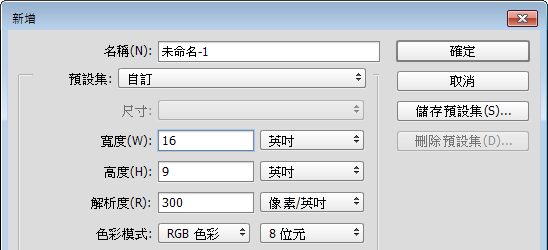 新增
名稱(N): 未命名-1 確定
預設集: 自訂 取消
尺寸: 儲存預設集(S)...
寬度(W): 16 英吋 刪除預設集(D)...
高度(H): 9 英吋
解析度(R): 300 像素/英吋
色彩模式: RGB 色彩 8 位元